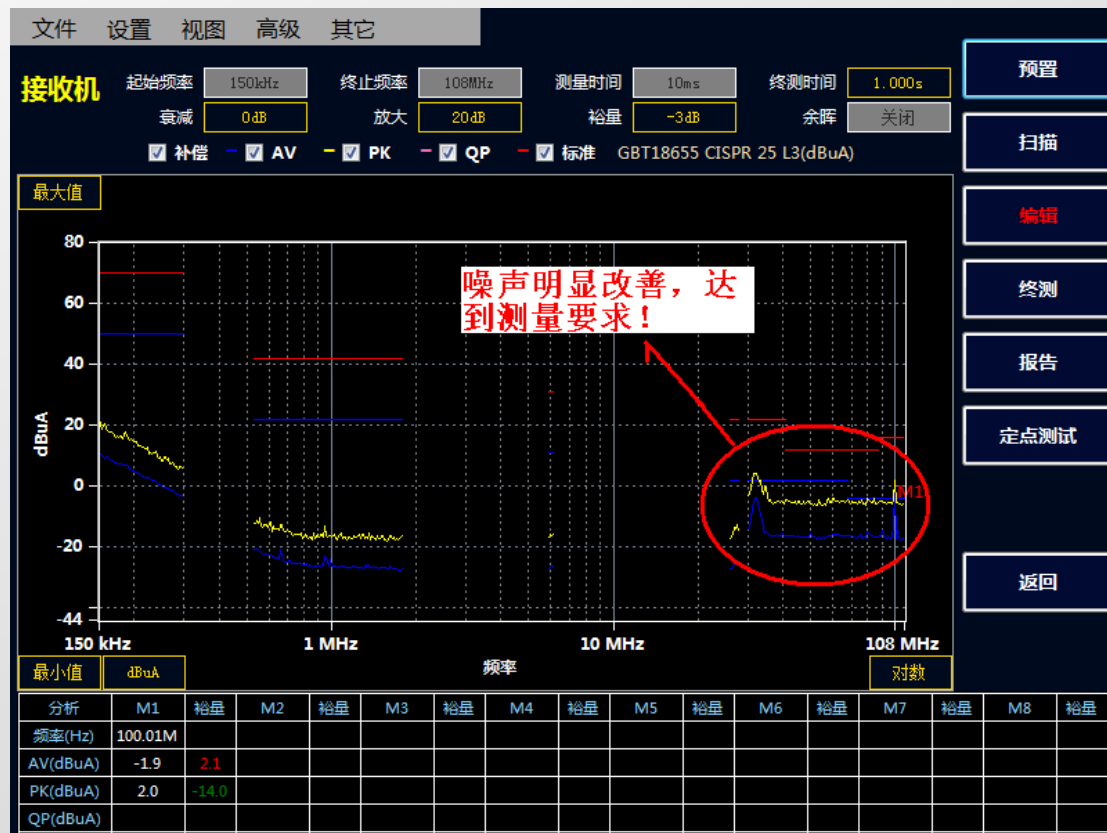 文件 设置 视图 高级 其它
接收机 起始频率 150kHz 终止频率 108MHz 测量时间 10ms 终测时间 1.000s
衰减 0dB 放大 20dB 裕量 -3dB 余晖 关闭
补偿 AV PK QP 标准 GBT18655 CISPR 25 L3(dBuA)
预置
扫描
编辑
终测
报告
定点测试
返回
最大值
噪声明显改善，达
到测量要求！
80
60
40
20
0
-20
-44
dBuA
M1
150 kHz 1 MHz 10 MHz 108 MHz
频率
最小值 dBuA 对数
分析 M1 裕量 M2 裕量 M3 裕量 M4 裕量 M5 裕量 M6 裕量 M7 裕量 M8 裕量
频率(Hz) 100.01M
AV(dBuA) -1.9 2.1
PK(dBuA) 2.0 -14.0
QP(dBuA)